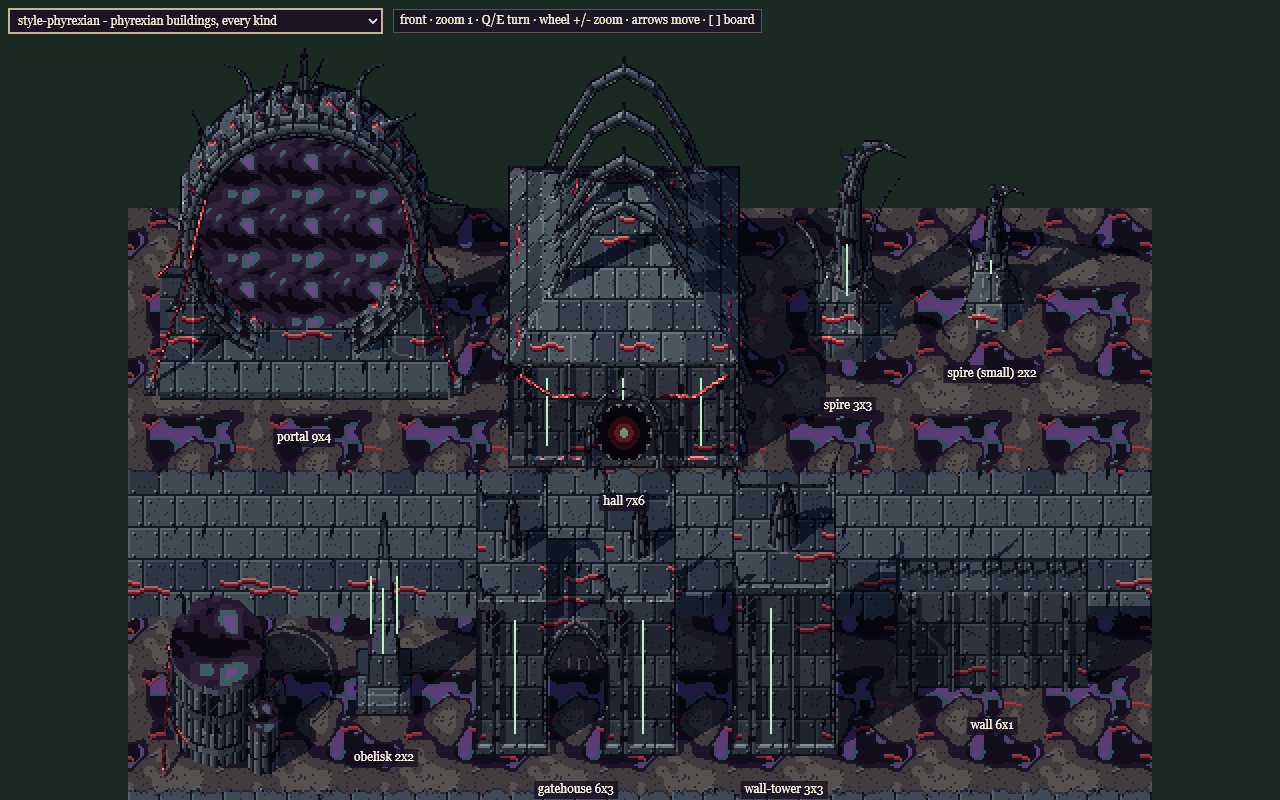 style-phyrexian - phyrexian buildings, every kind
front · zoom 1 · Q/E turn · wheel +/- zoom · arrows move · [ ] board
spire (small) 2x2
spire 3x3
portal 9x4
hall 7x6
wall 6x1
obelisk 2x2
gatehouse 6x3
wall-tower 3x3